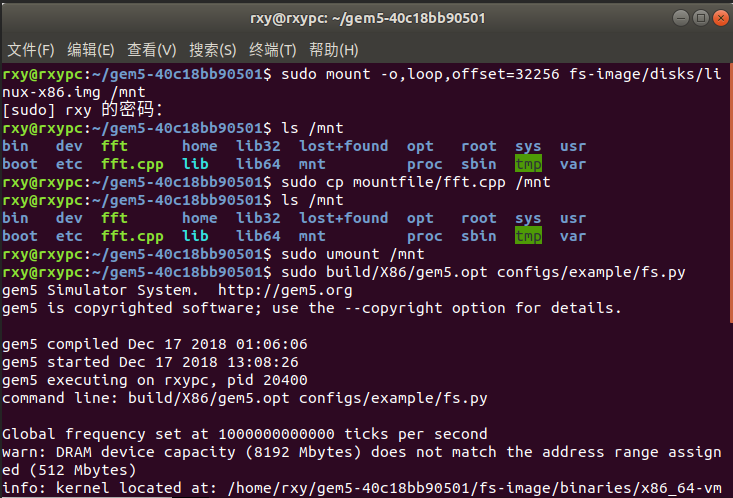 rxy@rxypc: ~/gem5-40c18bb90501
文件(F) 编辑(E) 查看(V) 搜索(S) 终端(T) 帮助(H)
rxy@rxypc:~/gem5-40c18bb90501$ sudo mount -o,loop,offset=32256 fs-image/disks/li
nux-x86.img /mnt
[sudo] rxy 的密码：
rxy@rxypc:~/gem5-40c18bb90501$ ls /mnt
bin dev fft home lib32 lost+found opt root sys usr
boot etc fft.cpp lib lib64 mnt proc sbin tmp var
rxy@rxypc:~/gem5-40c18bb90501$ sudo cp mountfile/fft.cpp /mnt
rxy@rxypc:~/gem5-40c18bb90501$ ls /mnt
bin dev fft home lib32 lost+found opt root sys usr
boot etc fft.cpp lib lib64 mnt proc sbin tmp var
rxy@rxypc:~/gem5-40c18bb90501$ sudo umount /mnt
rxy@rxypc:~/gem5-40c18bb90501$ sudo build/X86/gem5.opt configs/example/fs.py
gem5 Simulator System. http://gem5.org
gem5 is copyrighted software; use the --copyright option for details.
gem5 compiled Dec 17 2018 01:06:06
gem5 started Dec 17 2018 13:08:26
gem5 executing on rxypc, pid 20400
command line: build/X86/gem5.opt configs/example/fs.py
Global frequency set at 1000000000000 ticks per second
warn: DRAM device capacity (8192 Mbytes) does not match the address range assign
ed (512 Mbytes)
info: kernel located at: /home/rxy/gem5-40c18bb90501/fs-image/binaries/x86_64-vm